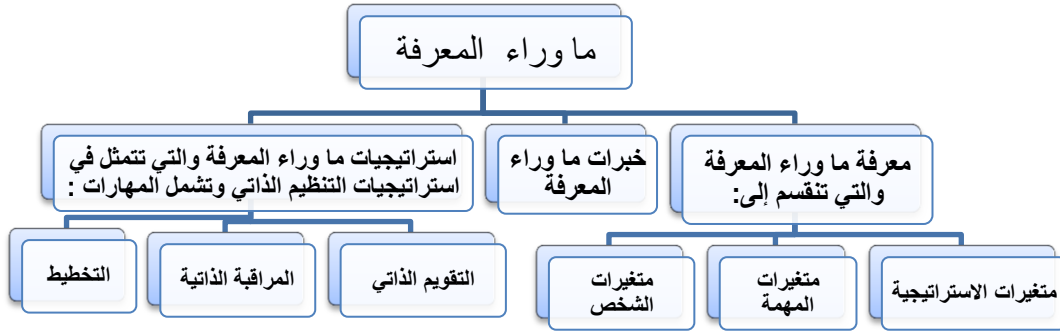 ما وراء المعرفة
معرفة ما وراء المعرفة
والتي تنقسم إلى:
خبرات ما وراء
المعرفة
استراتيجيات ما وراء المعرفة والتي تتمثل في
استراتيجيات التنظيم الذاتي وتشمل المهارات :
متغيرات الاستراتيجية
متغيرات
المهمة
متغيرات
الشخص
التقويم الذاتي
المراقبة الذاتية
التخطيط